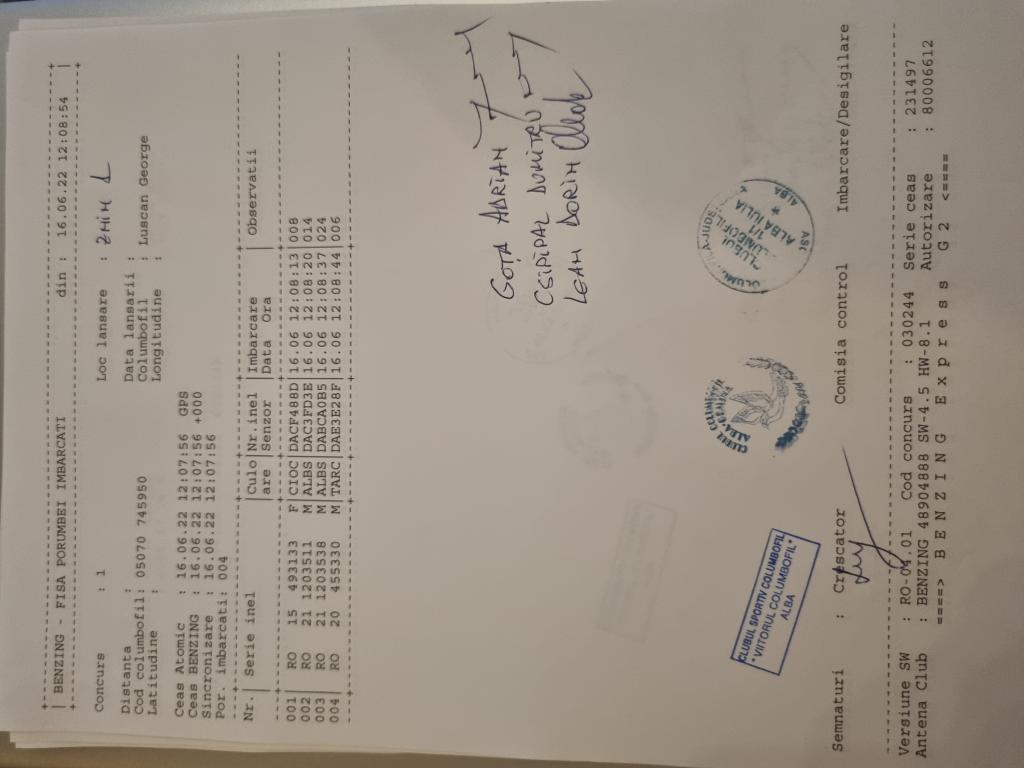 +-----------------------------------------------------------------------------+
| BENZING - FISA PORUMBEI IMBARCATI din : 16.06.22 12:08:54 |
+-----------------------------------------------------------------------------+
Concurs : 1 Loc lansare : ZMIM 1
Distanta : Data lansarii :
Cod columbofil: 05070 745950 Columbofil : Luscan George
Latitudine : Longitudine :
Ceas Atomic : 16.06.22 12:07:56 GPS
Ceas BENZING : 16.06.22 12:07:56 +000
Sincronizare : 16.06.22 12:07:56
Por. imbarcati: 004
Nr.| Serie inel |Culo|Nr.inel |Imbarcare | Observatii
|are |Senzor |Data Ora |
001| RO 15 493133 F|CIOC|DACF4B8D|16.06 12:08:13|008
002| RO 21 1203511 M|ALBS|DAC3FD3E|16.06 12:08:20|014
003| RO 21 1203538 M|ALBS|DABCA0B5|16.06 12:08:37|024
004| RO 20 455330 M|TARC|DAE3E28F|16.06 12:08:44|006
GOȚA ADRIAN
CSIPIPAL DUMITRU
LEAH DORIN
CLUBUL SPORTIV COLUMBOFIL
"VIITORUL COLUMBOFIL"
ALBA
ALBA IULIA
ALBA
Semnaturi : Crescator Comisia control Imbarcare/Desigilare
Versiune SW : RO-04.01 Cod concurs : 030244 Serie ceas : 231497
Antena Club : BENZING 48904888 SW-4.5 HW-8.1 Autorizare : 80006612
====> B E N Z I N G E x p r e s s G 2 <====